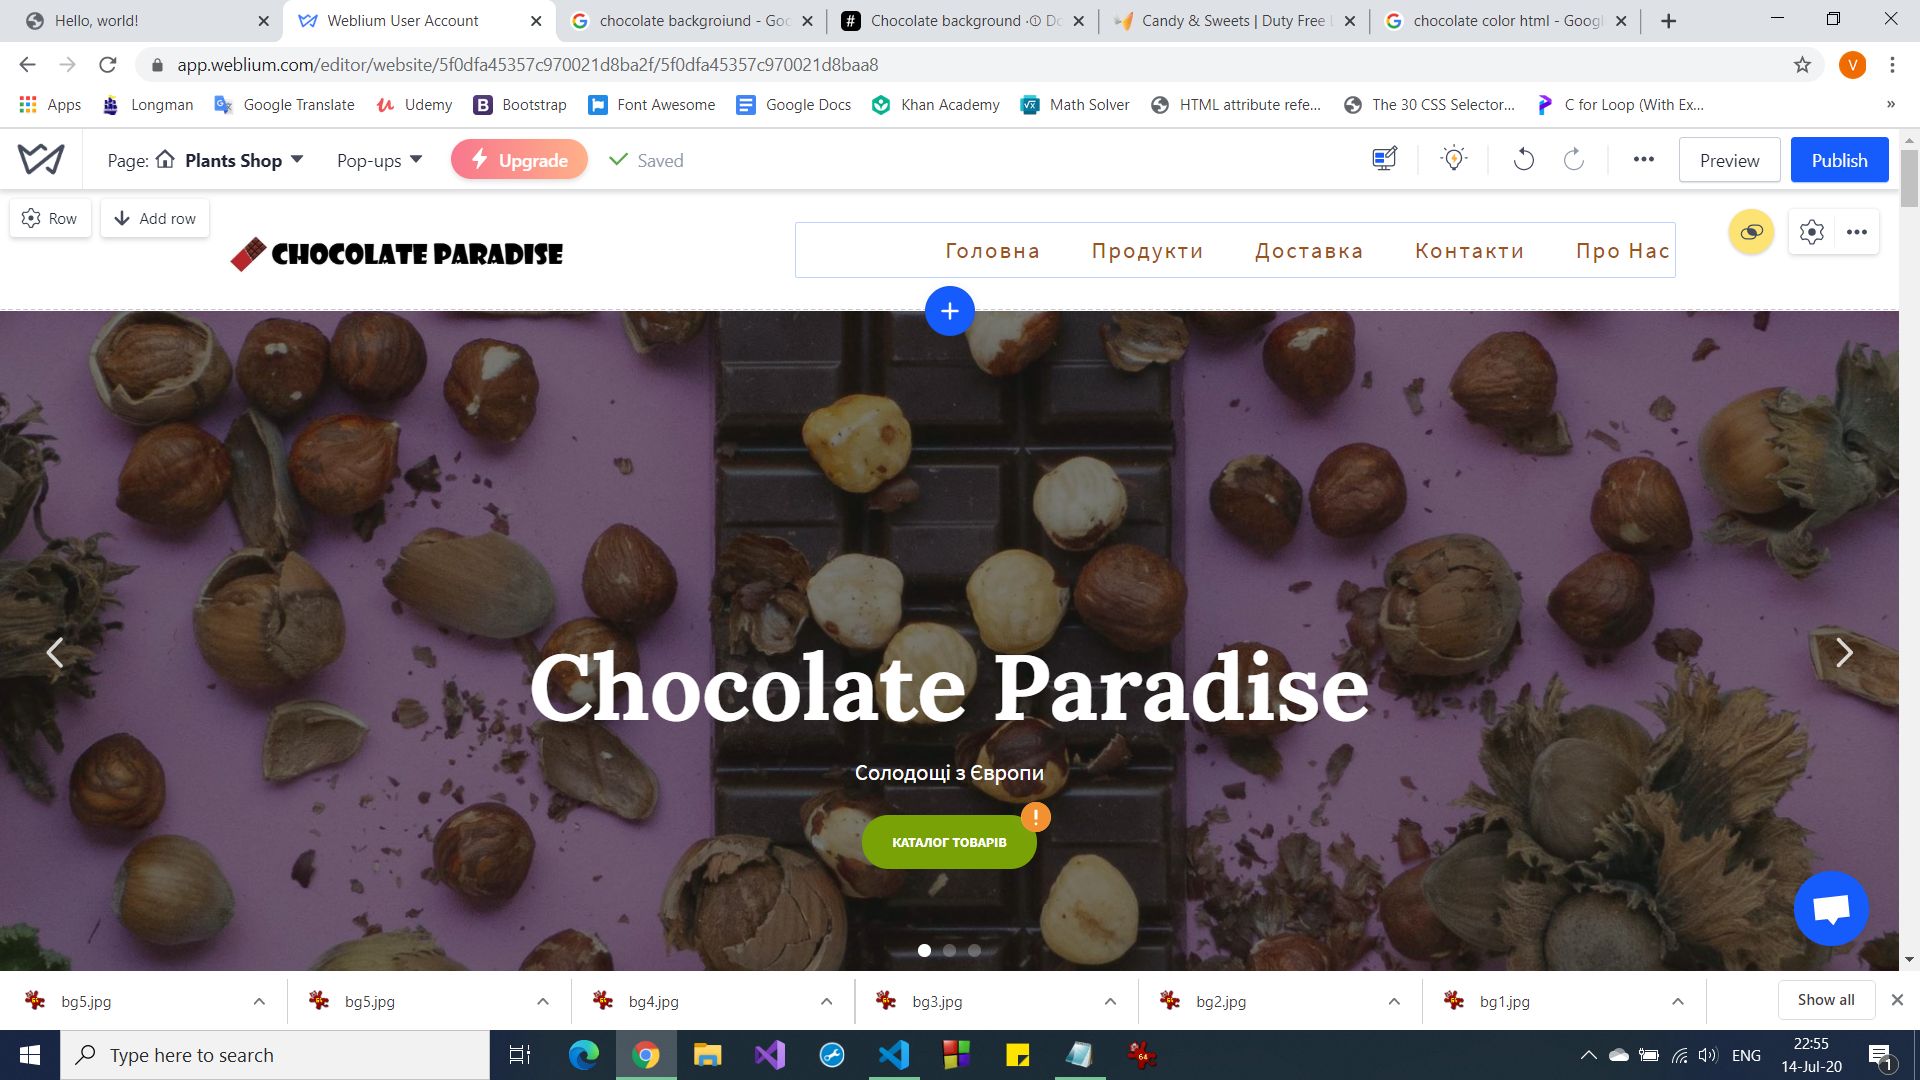 Hello, world!
Weblium User Account
chocolate backgroiund - Goo
Chocolate background ·① Do
Candy & Sweets | Duty Free
chocolate color html - Googl
app.weblium.com/editor/website/5f0dfa45357c970021d8ba2f/5f0dfa45357c970021d8baa8
V
Apps
Longman
Google Translate
Udemy
Bootstrap
Font Awesome
Google Docs
Khan Academy
Math Solver
HTML attribute refe...
The 30 CSS Selector...
C for Loop (With Ex...
»
Page: Plants Shop
Pop-ups
Upgrade
Saved
Preview
Publish
Row
Add row
CHOCOLATE PARADISE
Головна
Продукти
Доставка
Контакти
Про Нас
Chocolate Paradise
Солодощі з Європи
КАТАЛОГ ТОВАРІВ
!
bg5.jpg
bg5.jpg
bg4.jpg
bg3.jpg
bg2.jpg
bg1.jpg
Show all
Type here to search
64
ENG
22:55
14-Jul-20
1